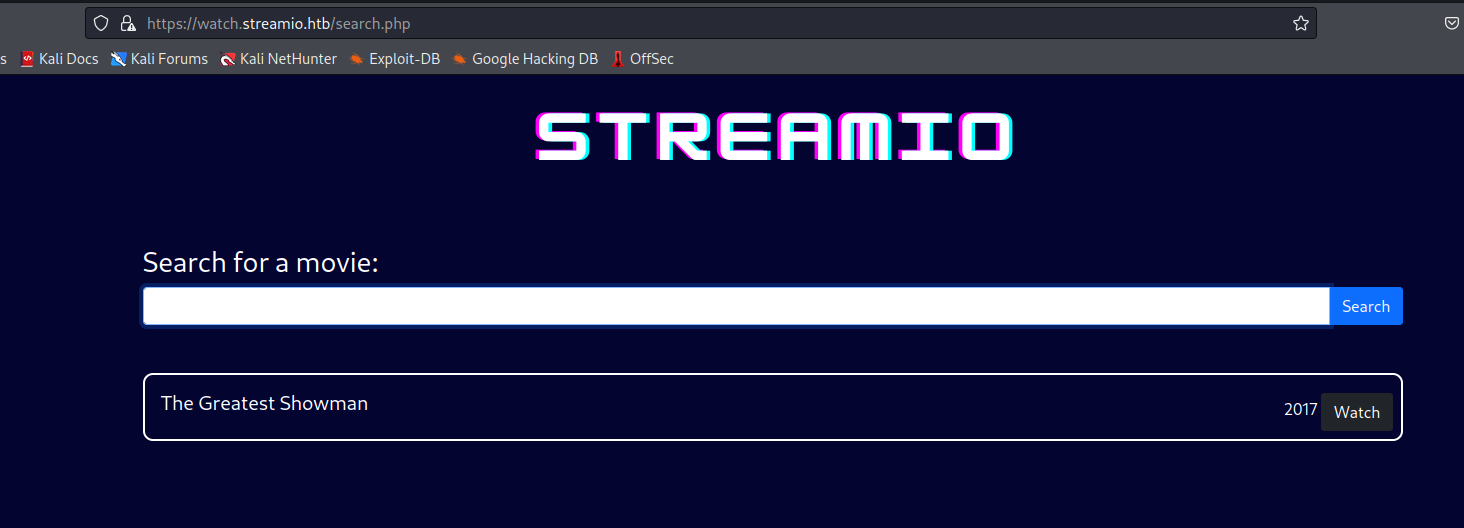 https://watch.streamio.htb/search.php
s Kali Docs Kali Forums Kali NetHunter Exploit-DB Google Hacking DB OffSec
STREAMIO
Search for a movie:
Search
The Greatest Showman 2017 Watch